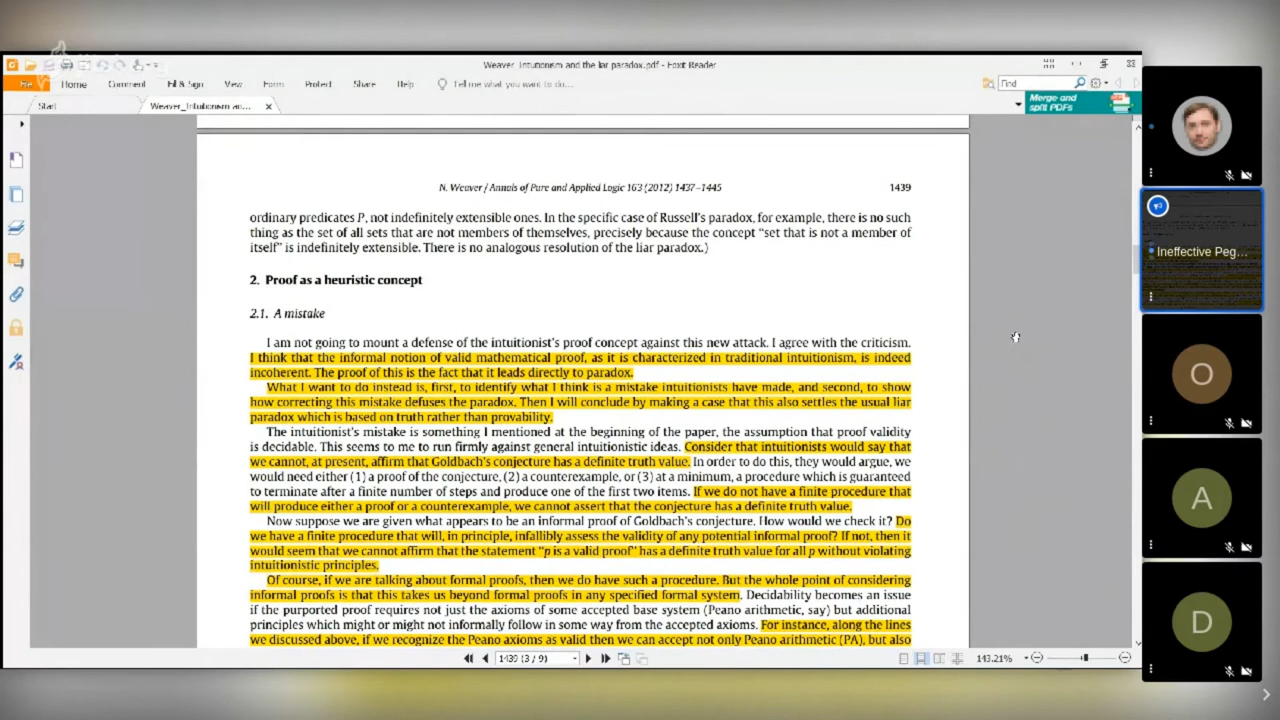 Weaver_Intuitionism and the liar paradox.pdf - Foxit Reader
File
Home
Comment
Fill & Sign
View
Form
Protect
Share
Help
Tell me what you want to do...
Find
Start
Weaver_Intuitionism an...
Merge and
split PDFs
N. Weaver / Annals of Pure and Applied Logic 163 (2012) 1437–1445
1439
ordinary predicates P, not indefinitely extensible ones. In the specific case of Russell's paradox, for example, there is no such
thing as the set of all sets that are not members of themselves, precisely because the concept “set that is not a member of
itself” is indefinitely extensible. There is no analogous resolution of the liar paradox.)
2. Proof as a heuristic concept
2.1. A mistake
I am not going to mount a defense of the intuitionist's proof concept against this new attack. I agree with the criticism.
I think that the informal notion of valid mathematical proof, as it is characterized in traditional intuitionism, is indeed
incoherent. The proof of this is the fact that it leads directly to paradox.
What I want to do instead is, first, to identify what I think is a mistake intuitionists have made, and second, to show
how correcting this mistake defuses the paradox. Then I will conclude by making a case that this also settles the usual liar
paradox which is based on truth rather than provability.
The intuitionist's mistake is something I mentioned at the beginning of the paper, the assumption that proof validity
is decidable. This seems to me to run firmly against general intuitionistic ideas. Consider that intuitionists would say that
we cannot, at present, affirm that Goldbach's conjecture has a definite truth value. In order to do this, they would argue, we
would need either (1) a proof of the conjecture, (2) a counterexample, or (3) at a minimum, a procedure which is guaranteed
to terminate after a finite number of steps and produce one of the first two items. If we do not have a finite procedure that
will produce either a proof or a counterexample, we cannot assert that the conjecture has a definite truth value.
Now suppose we are given what appears to be an informal proof of Goldbach's conjecture. How would we check it? Do
we have a finite procedure that will, in principle, infallibly assess the validity of any potential informal proof? If not, then it
would seem that we cannot affirm that the statement “p is a valid proof” has a definite truth value for all p without violating
intuitionistic principles.
Of course, if we are talking about formal proofs, then we do have such a procedure. But the whole point of considering
informal proofs is that this takes us beyond formal proofs in any specified formal system. Decidability becomes an issue
if the purported proof requires not just the axioms of some accepted base system (Peano arithmetic, say) but additional
principles which might or might not informally follow in some way from the accepted axioms. For instance, along the lines
we discussed above, if we recognize the Peano axioms as valid then we can accept not only Peano arithmetic (PA), but also
1439 (3 / 9)
143.21%
Ineffective Peg...
O
A
D